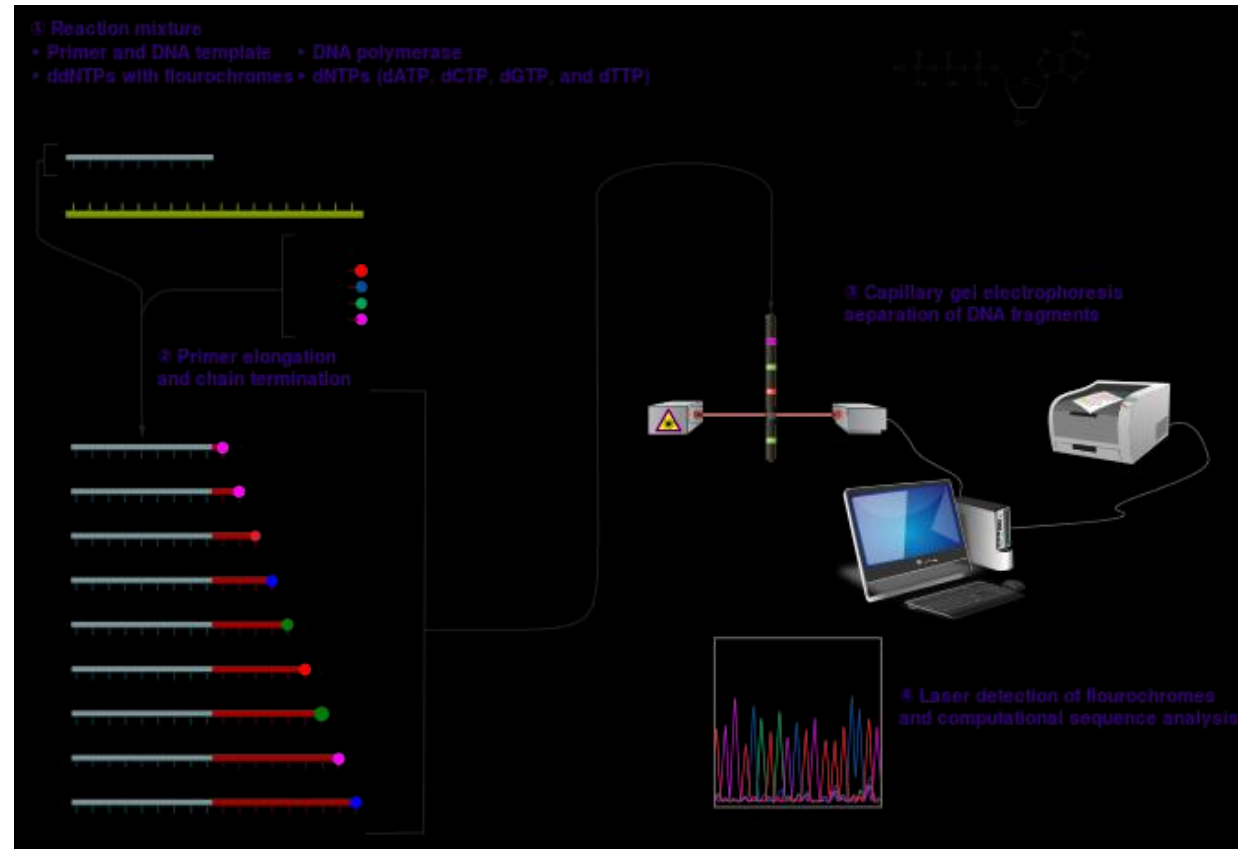 ① Reaction mixture
• Primer and DNA template • DNA polymerase
• ddNTPs with flourochromes • dNTPs (dATP, dCTP, dGTP, and dTTP)
② Primer elongation
and chain termination
③ Capillary gel electrophoresis
separation of DNA fragments
④ Laser detection of flourochromes
and computational sequence analysis